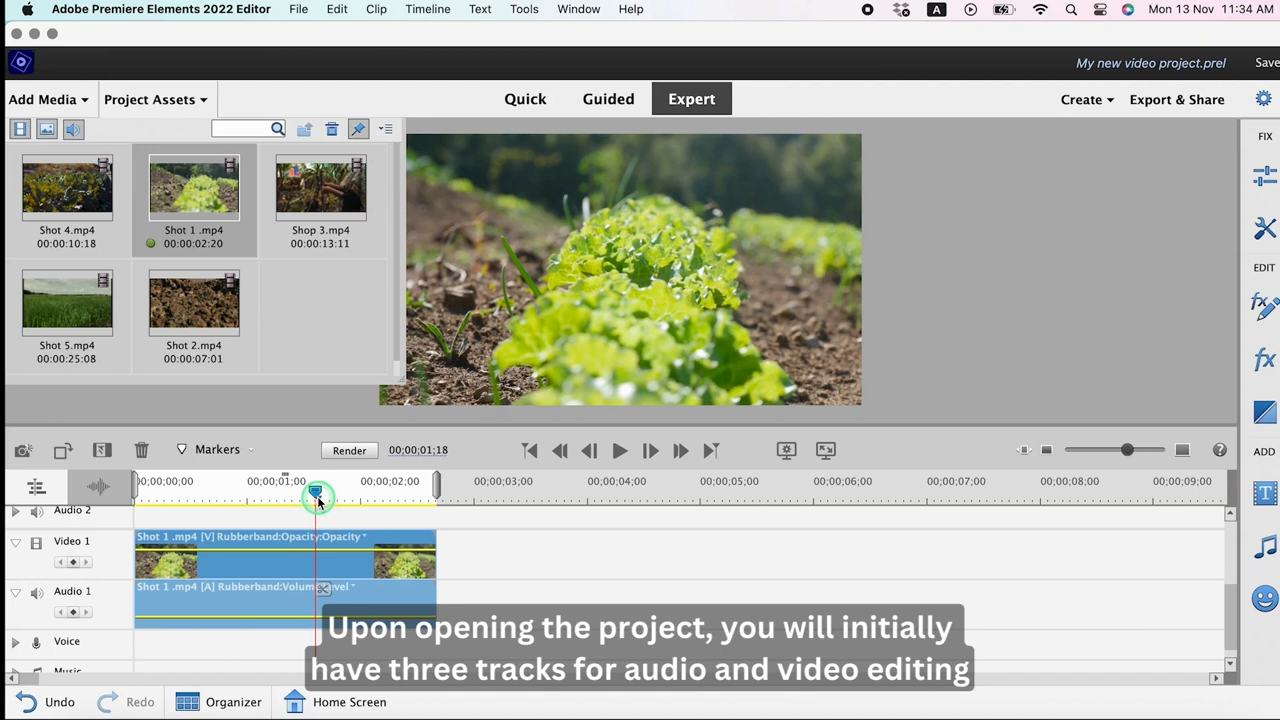 Adobe Premiere Elements 2022 Editor File Edit Clip Timeline Text Tools Window Help A Mon 13 Nov 11:34 AM
My new video project.prel Save
Add Media Project Assets Quick Guided Expert Create Export & Share
FIX
Shot 4.mp4 Shot 1 .mp4 Shop 3.mp4
00:00:10:18 00:00:02:20 00:00:13:11
EDIT
Shot 5.mp4 Shot 2.mp4
00:00:25:08 00:00:07:01
Markers Render 00;00;01;18 ADD
00;00;00;00 00;00;01;00 00;00;02;00 00;00;03;00 00;00;04;00 00;00;05;00 00;00;06;00 00;00;07;00 00;00;08;00 00;00;09;00
Audio 2
Shot 1 .mp4 [V] Rubberband:Opacity:Opacity
Video 1
Shot 1 .mp4 [A] Rubberband:Volume
Audio 1
Upon opening the project, you will initially
have three tracks for audio and video editing
Voice
Music
Undo Redo Organizer Home Screen